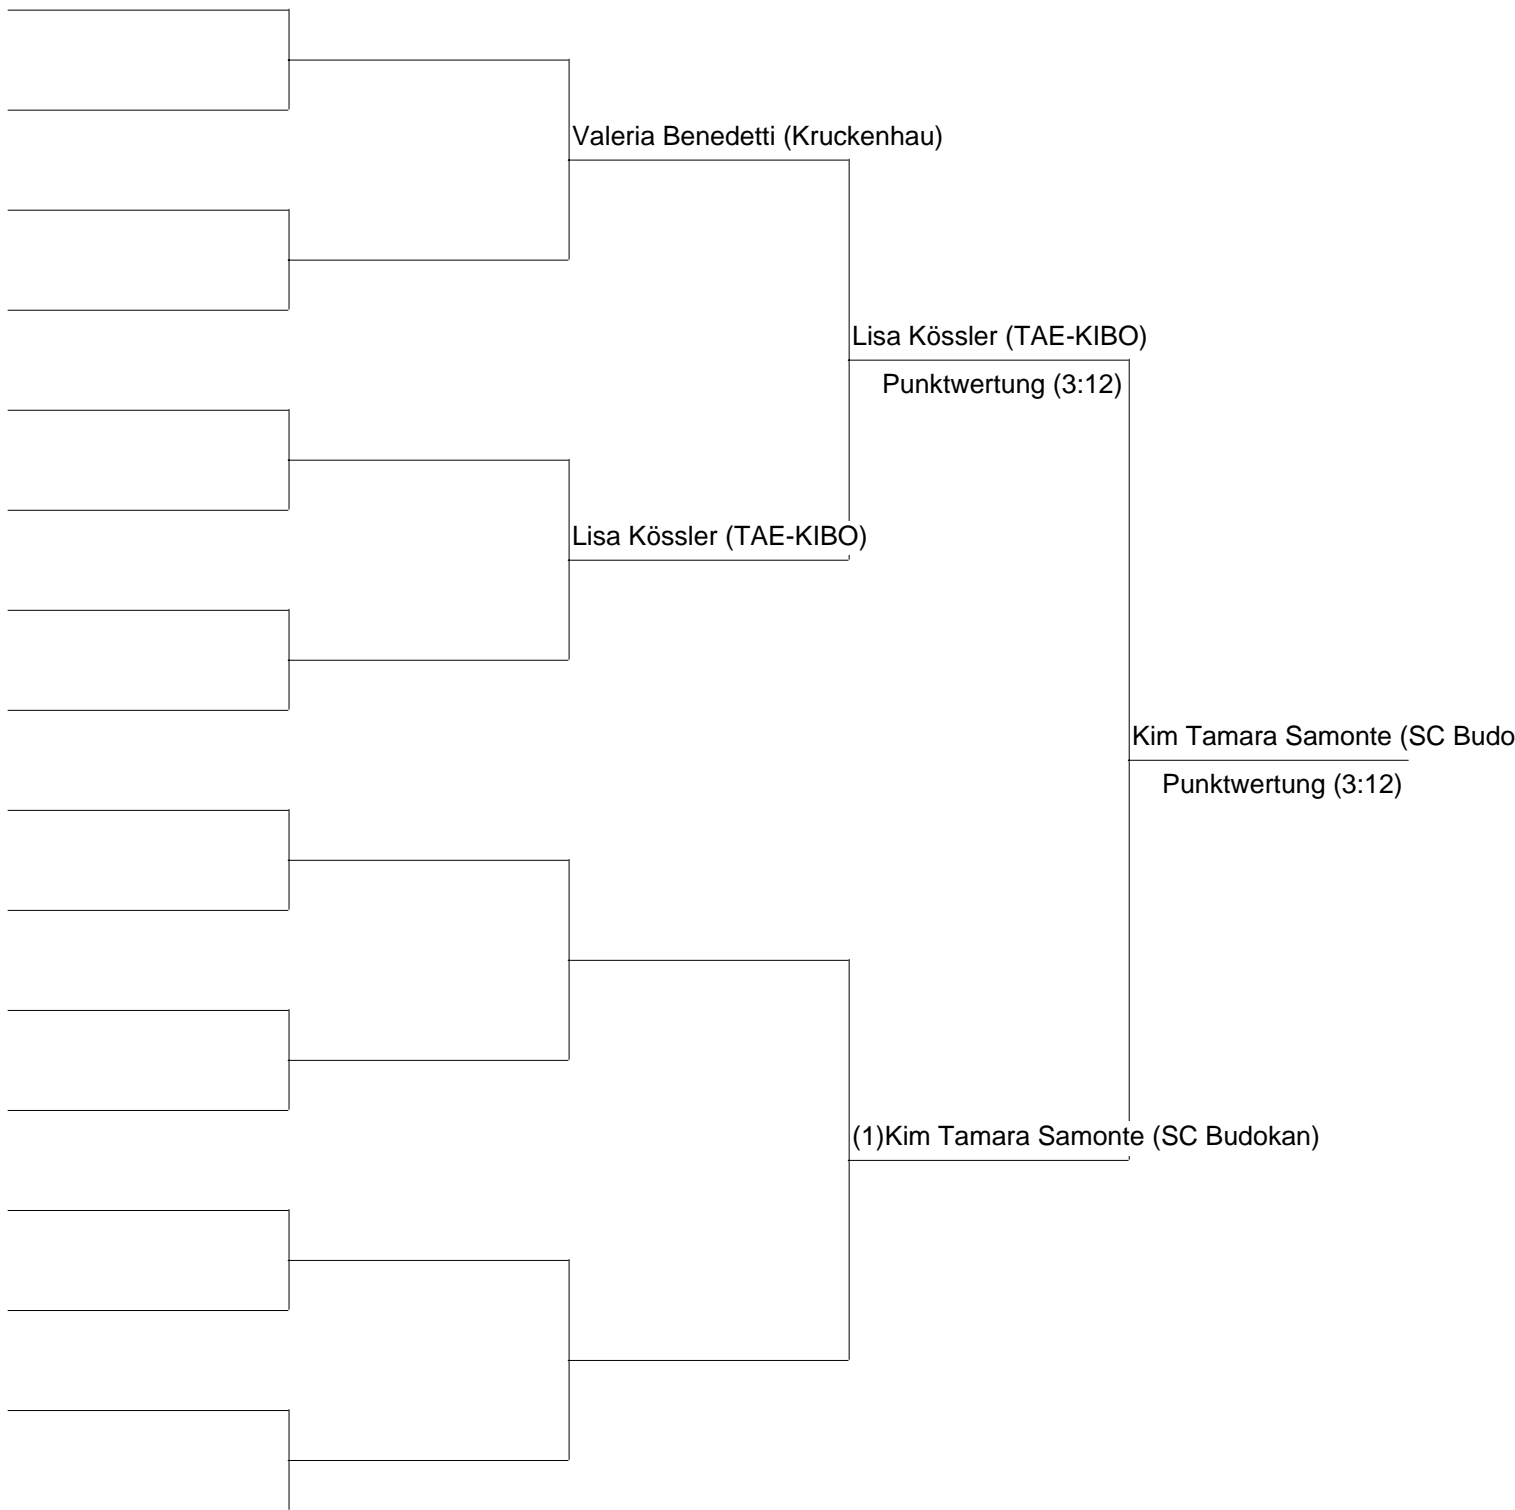 Valeria Benedetti (Kruckenhau)
Lisa Kössler (TAE-KIBO)
Punktwertung (3:12)
Lisa Kössler (TAE-KIBO)
Kim Tamara Samonte (SC Budo
Punktwertung (3:12)
(1)Kim Tamara Samonte (SC Budokan)